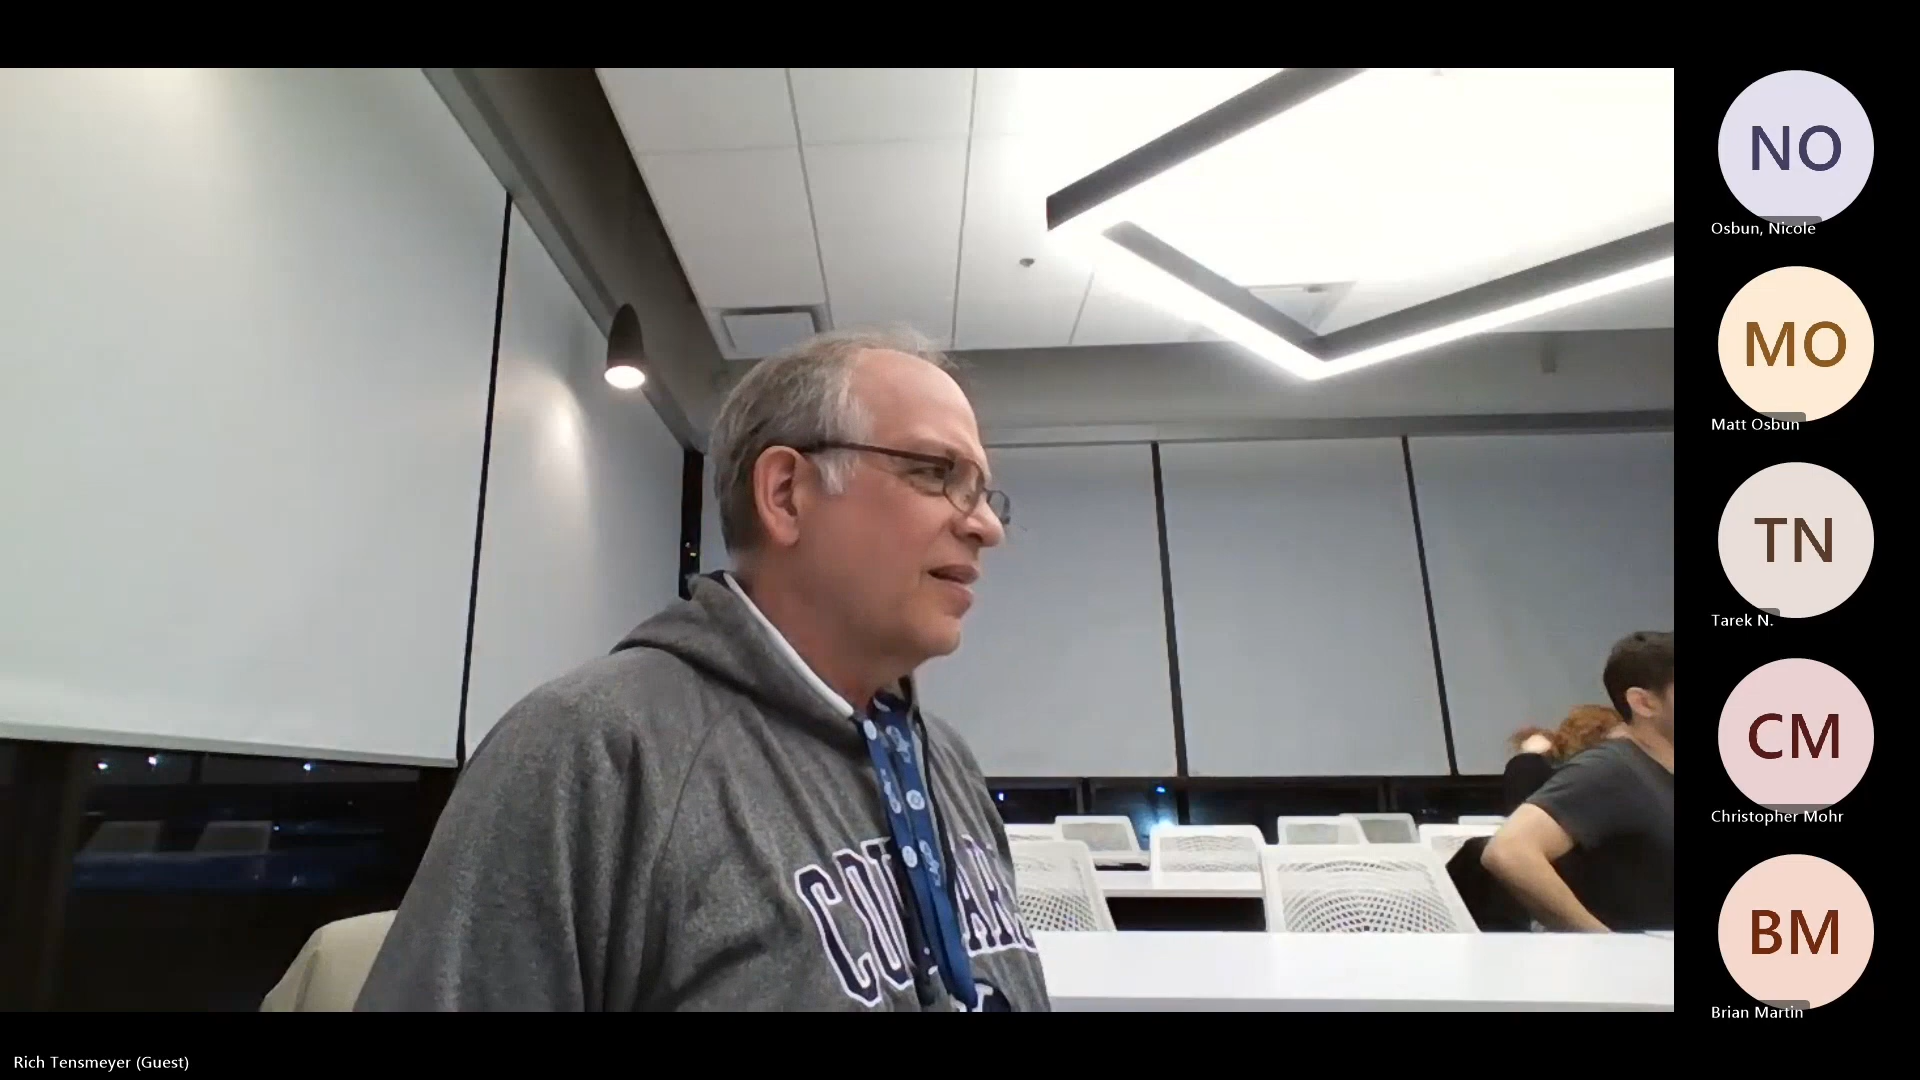 NO
Osbun, Nicole
MO
Matt Osbun
TN
Tarek N.
CM
Christopher Mohr
BM
Brian Martin
Rich Tensmeyer (Guest)